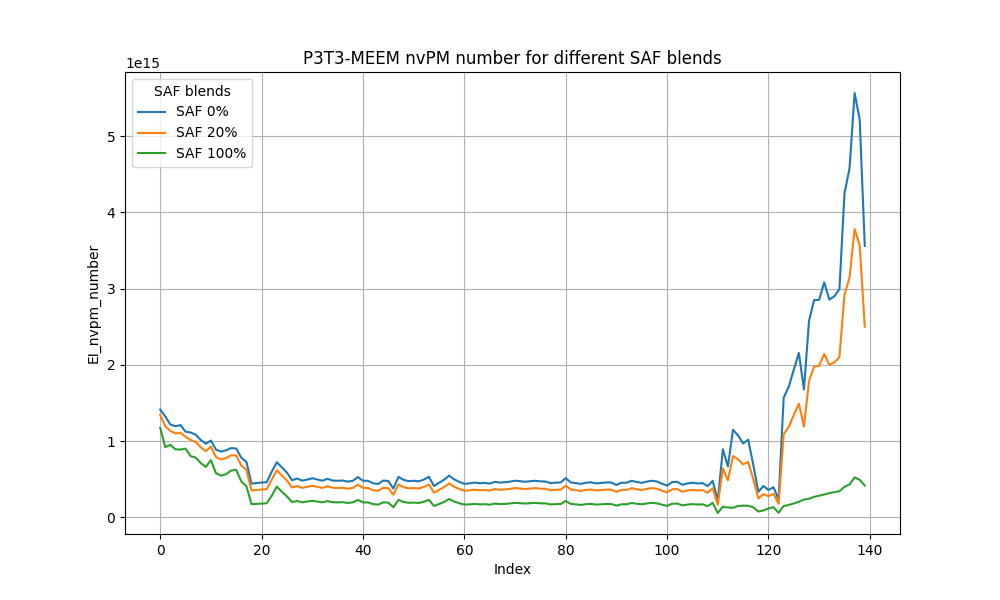 P3T3-MEEM nvPM number for different SAF blends
1e15
SAF blends
SAF 0%
SAF 20%
SAF 100%
5
4
3
2
1
0
EI_nvpm_number
0 20 40 60 80 100 120 140
Index